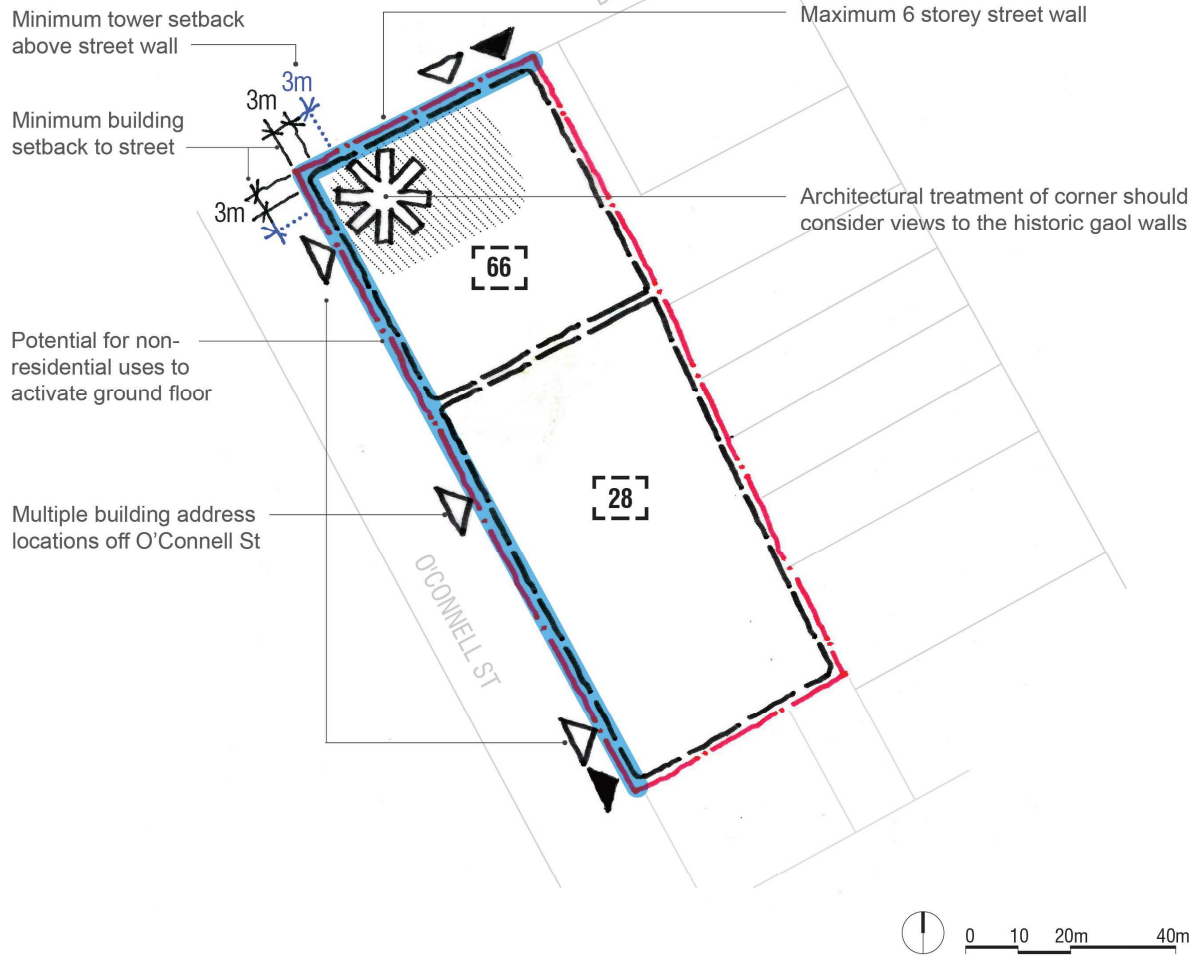 Minimum tower setback
above street wall
Maximum 6 storey street wall
3m
3m
Minimum building
setback to street
3m
Architectural treatment of corner should
consider views to the historic gaol walls
66
Potential for non-
residential uses to
activate ground floor
28
Multiple building address
locations off O'Connell St
O'CONNELL ST
0 10 20m 40m